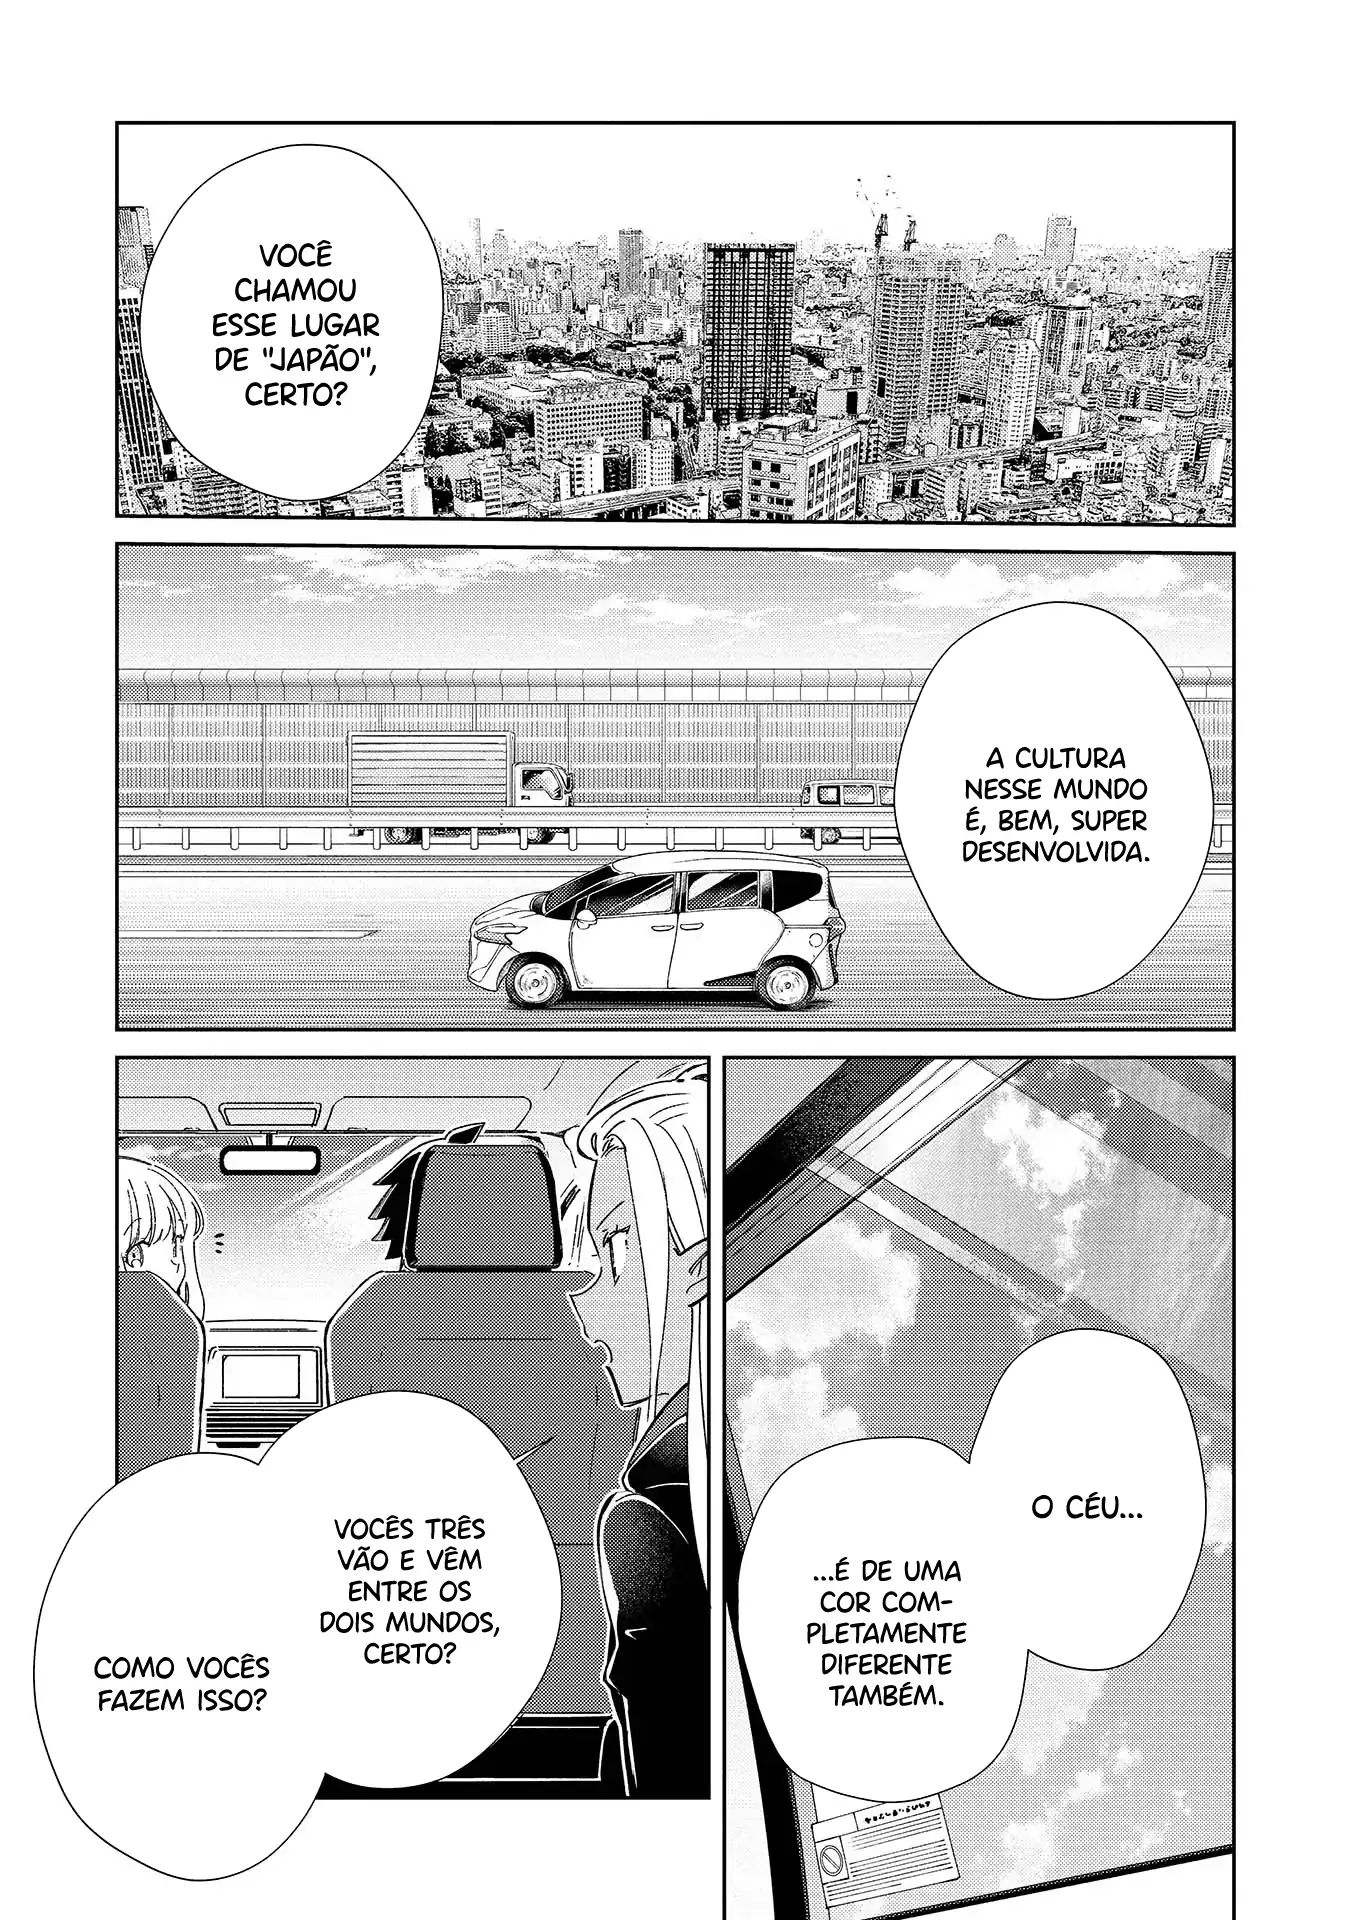 VOCÊ
CHAMOU
ESSE LUGAR
DE "JAPÃO",
CERTO?
A CULTURA
NESSE MUNDO
É, BEM, SUPER
DESENVOLVIDA.
O CÉU...
...É DE UMA
COR COM-
PLETAMENTE
DIFERENTE
TAMBÉM.
VOCÊS TRÊS
VÃO E VÊM
ENTRE OS
DOIS MUNDOS,
CERTO?
COMO VOCÊS
FAZEM ISSO?